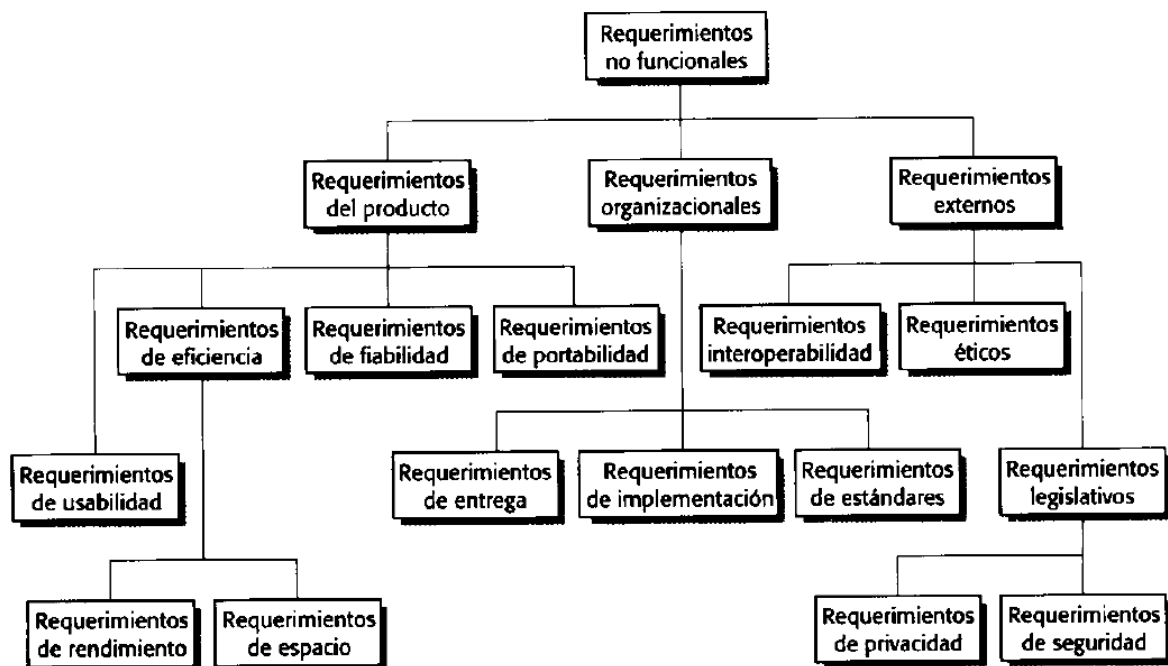 Requerimientos
no funcionales
Requerimientos
del producto
Requerimientos
organizacionales
Requerimientos
externos
Requerimientos
de eficiencia
Requerimientos
de fiabilidad
Requerimientos
de portabilidad
Requerimientos
interoperabilidad
Requerimientos
éticos
Requerimientos
de usabilidad
Requerimientos
de entrega
Requerimientos
de implementación
Requerimientos
de estándares
Requerimientos
legislativos
Requerimientos
de rendimiento
Requerimientos
de espacio
Requerimientos
de privacidad
Requerimientos
de seguridad